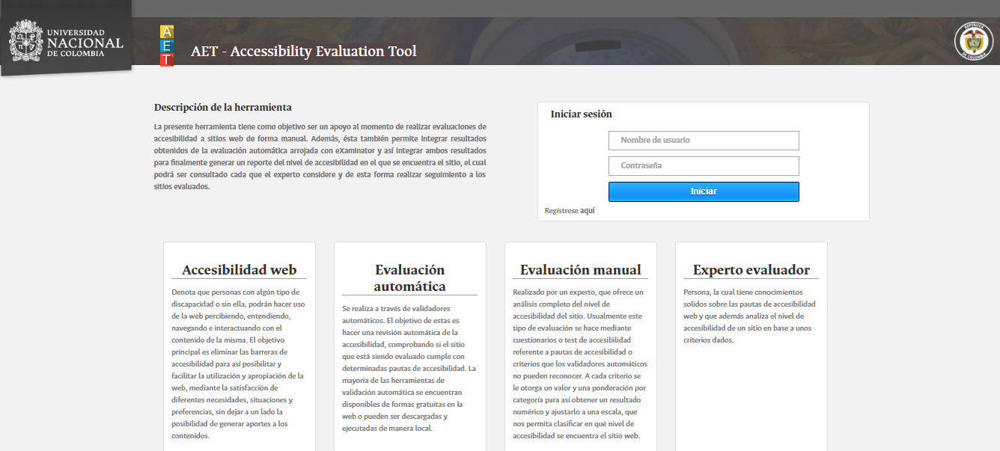 UNIVERSIDAD
NACIONAL
DE COLOMBIA
A
E
T
AET - Accessibility Evaluation Tool
REPUBLICA
DE COLOMBIA
Descripción de la herramienta
La presente herramienta tiene como objetivo ser un apoyo al momento de realizar evaluaciones de
accesibilidad a sitios web de forma manual. Además, ésta también permite integrar resultados
obtenidos de la evaluación automática arrojada con eXaminator y así integrar ambos resultados
para finalmente generar un reporte del nivel de accesibilidad en el que se encuentra el sitio, el cual
podrá ser consultado cada que el experto considere y de esta forma realizar seguimiento a los
sitios evaluados.
Iniciar sesión
Nombre de usuario
Contraseña
Iniciar
Regístrese aquí
Accesibilidad web
Denota que personas con algún tipo de
discapacidad o sin ella, podrán hacer uso
de la web percibiendo, entendiendo,
navegando e interactuando con el
contenido de la misma. El objetivo
principal es eliminar las barreras de
accesibilidad para así posibilitar y
facilitar la utilización y apropiación de la
web, mediante la satisfacción de
diferentes necesidades, situaciones y
preferencias, sin dejar a un lado la
posibilidad de generar aportes a los
contenidos.
Evaluación
automática
Se realiza a través de validadores
automáticos. El objetivo de estas es
hacer una revisión automática de la
accesibilidad, comprobando si el sitio
que está siendo evaluado cumple con
determinadas pautas de accesibilidad. La
mayoría de las herramientas de
validación automática se encuentran
disponibles de formas gratuitas en la
web o pueden ser descargadas y
ejecutadas de manera local.
Evaluación manual
Realizado por un experto, que ofrece un
análisis completo del nivel de
accesibilidad del sitio. Usualmente este
tipo de evaluación se hace mediante
cuestionarios o test de accesibilidad
referente a pautas de accesibilidad o
criterios que los validadores automáticos
no pueden reconocer. A cada criterio se
le otorga un valor y una ponderación por
categoría para así obtener un resultado
numérico y ajustarlo a una escala, que
nos permita clasificar en qué nivel de
accesibilidad se encuentra el sitio web.
Experto evaluador
Persona, la cual tiene conocimientos
solidos sobre las pautas de accesibilidad
web y que además analiza el nivel de
accesibilidad de un sitio en base a unos
criterios dados.